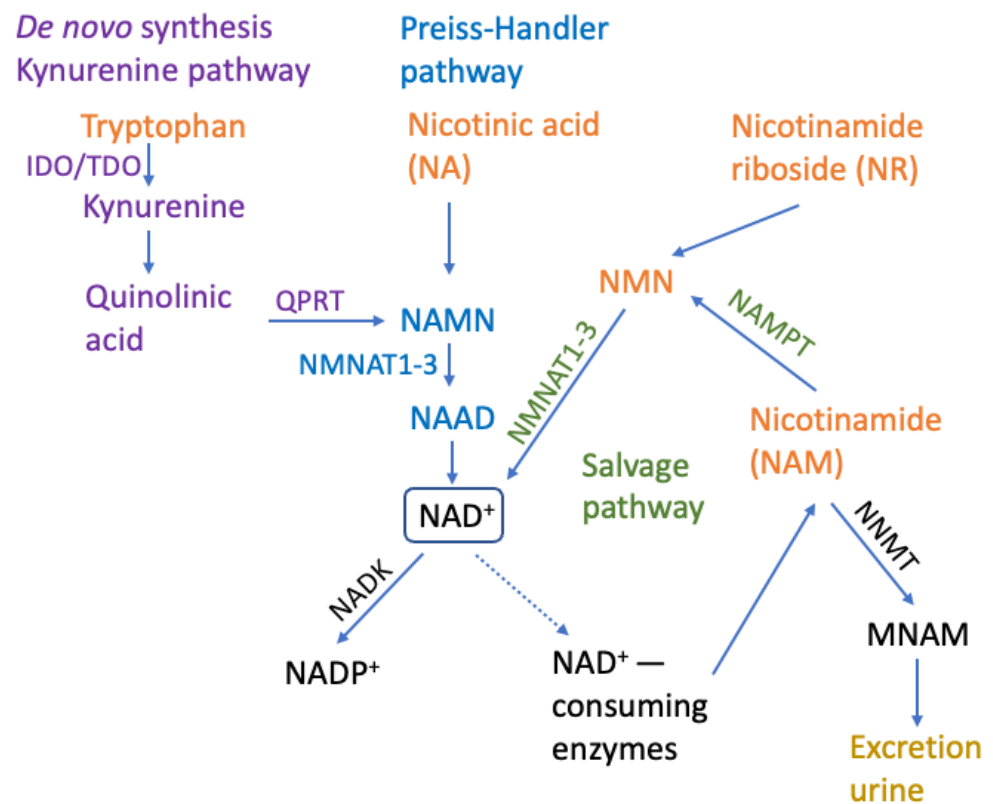 De novo synthesis
Kynurenine pathway
Preiss-Handler
pathway
Tryptophan
IDO/TDO
Kynurenine
Quinolinic
acid
QPRT
Nicotinic acid
(NA)
NAMN
NMNAT1-3
NAAD
NAD⁺
NADK
NADP⁺
Nicotinamide
riboside (NR)
NMN
NMNAT1-3
NAMPT
Salvage
pathway
Nicotinamide
(NAM)
NNMT
MNAM
Excretion
urine
NAD⁺ —
consuming
enzymes